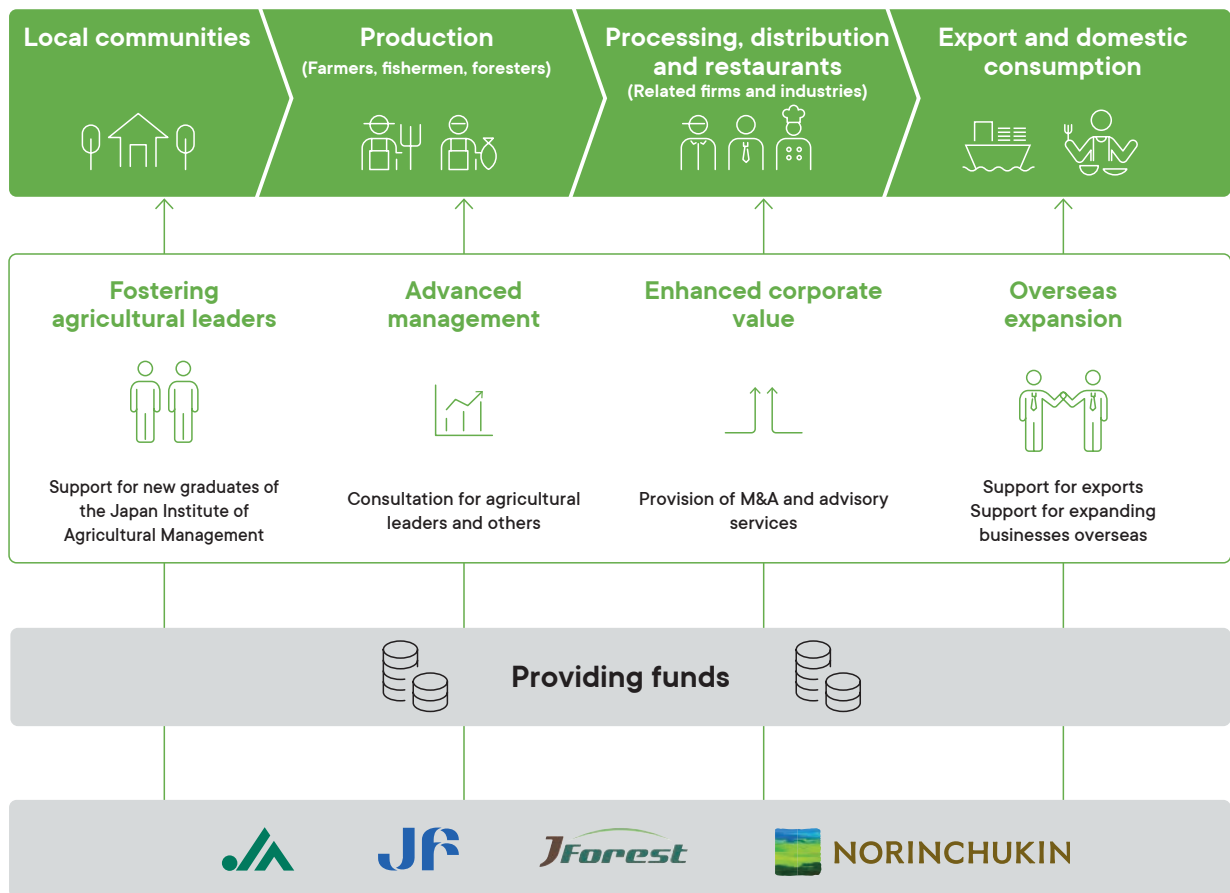 Local communities
Production
(Farmers, fishermen, foresters)
Processing, distribution
and restaurants
(Related firms and industries)
Export and domestic
consumption
Fostering
agricultural leaders
Support for new graduates of
the Japan Institute of
Agricultural Management
Advanced
management
Consultation for agricultural
leaders and others
Enhanced corporate
value
Provision of M&A and advisory
services
Overseas
expansion
Support for exports
Support for expanding
businesses overseas
Providing funds
JA
JF
JForest
NORINCHUKIN